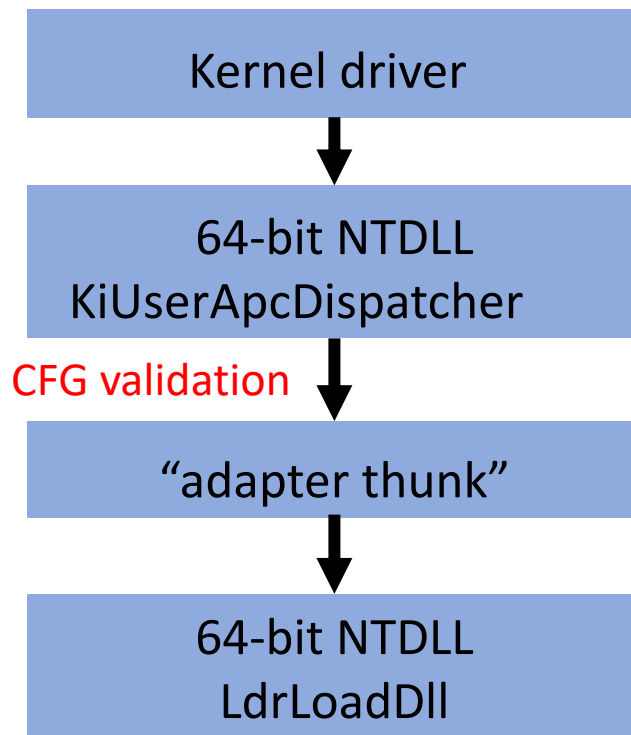 Kernel driver
64-bit NTDLL
KiUserApcDispatcher
CFG validation
“adapter thunk”
64-bit NTDLL
LdrLoadDll